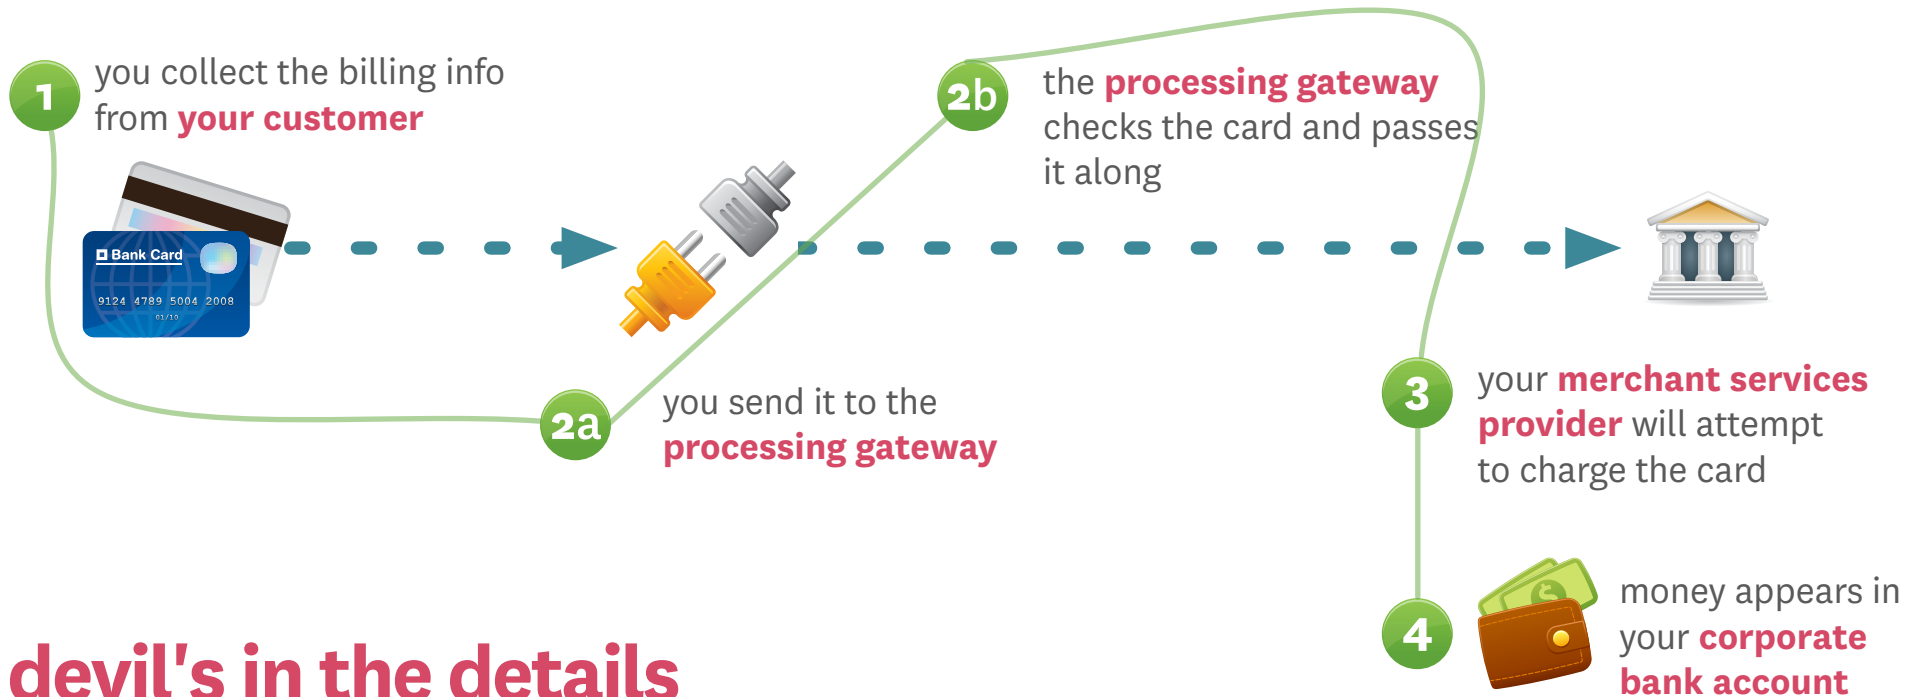 1
you collect the billing info
from your customer
Bank Card
9124 4789 5004 2008
01/10
2a
you send it to the
processing gateway
2b
the processing gateway
checks the card and passes
it along
3
your merchant services
provider will attempt
to charge the card
4
money appears in
your corporate
bank account
devil's in the details